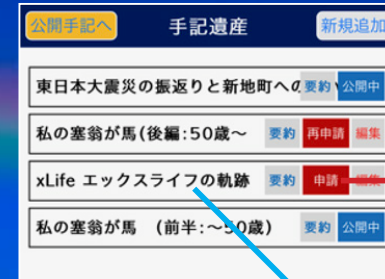 公開手記へ 手記遺産 新規追加
東日本大震災の振返りと新地町への 要約 公開中
私の塞翁が馬(後編:50歳〜 要約 再申請 編集
xLife エックスライフの軌跡 要約 申請 編集
私の塞翁が馬 (前半:〜50歳) 要約 公開中